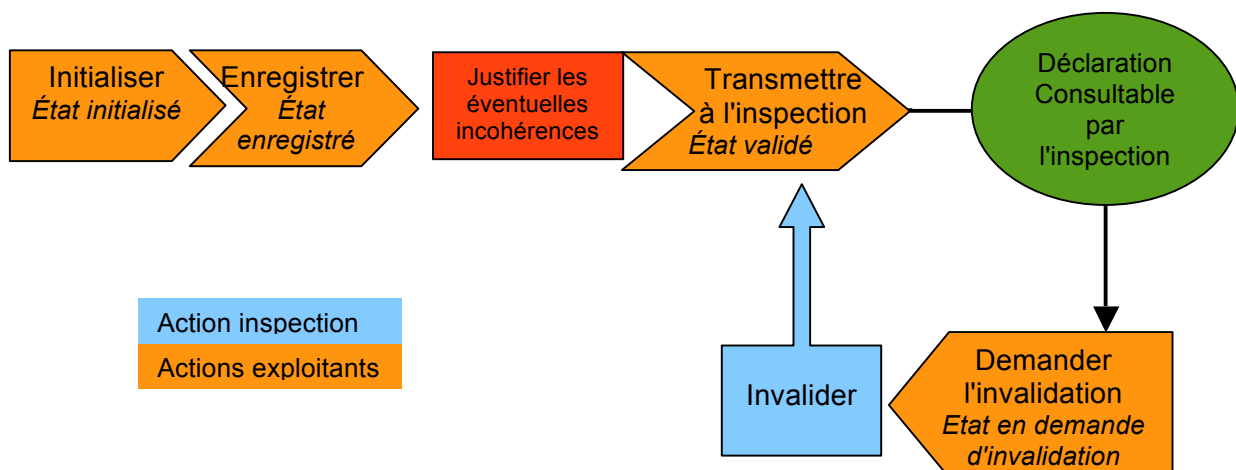 Initialiser
État initialisé
Enregistrer
État
enregistré
Justifier les
éventuelles
incohérences
Transmettre
à l'inspection
État validé
Déclaration
Consultable
par
l'inspection
Action inspection
Actions exploitants
Invalider
Demander
l'invalidation
Etat en demande
d'invalidation